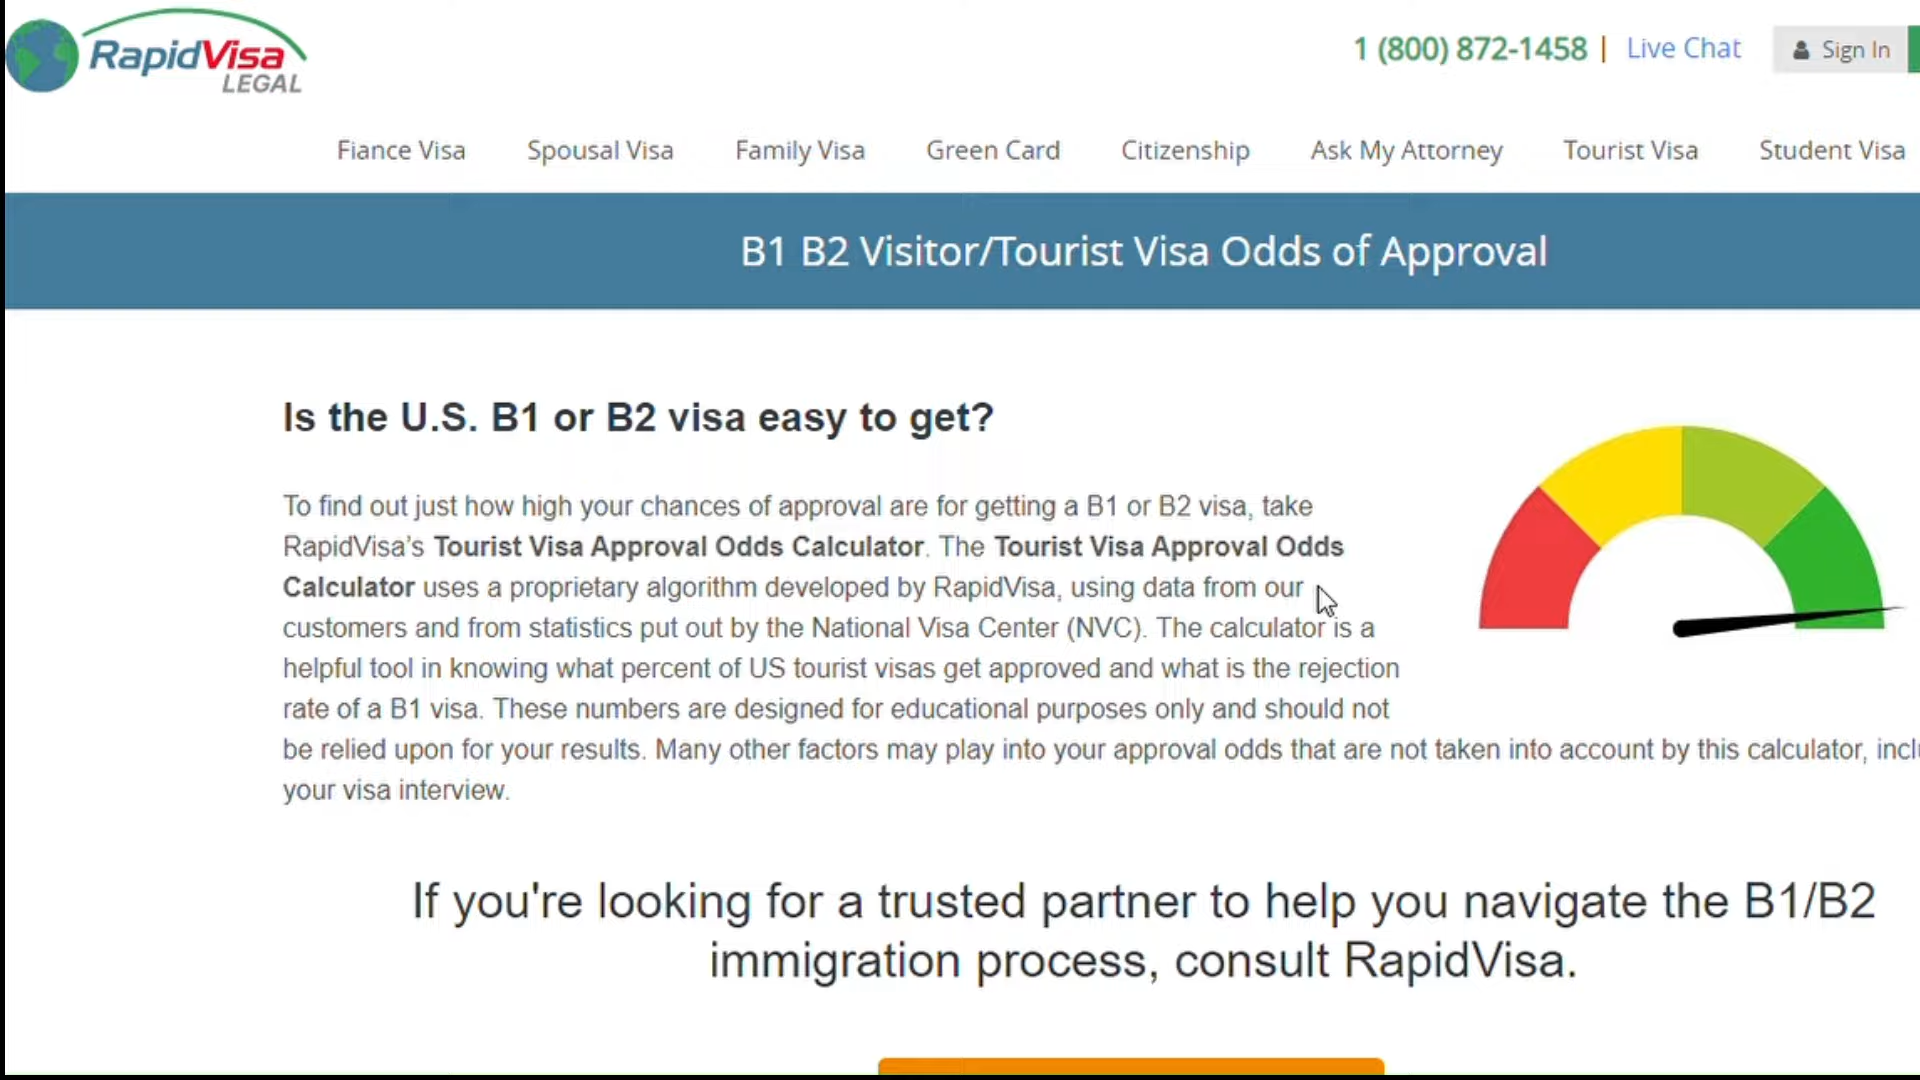 RapidVisa
LEGAL
1 (800) 872-1458 | Live Chat
Sign In
Fiance Visa Spousal Visa Family Visa Green Card Citizenship Ask My Attorney Tourist Visa Student Visa
B1 B2 Visitor/Tourist Visa Odds of Approval
Is the U.S. B1 or B2 visa easy to get?
To find out just how high your chances of approval are for getting a B1 or B2 visa, take
RapidVisa's Tourist Visa Approval Odds Calculator. The Tourist Visa Approval Odds
Calculator uses a proprietary algorithm developed by RapidVisa, using data from our
customers and from statistics put out by the National Visa Center (NVC). The calculator is a
helpful tool in knowing what percent of US tourist visas get approved and what is the rejection
rate of a B1 visa. These numbers are designed for educational purposes only and should not
be relied upon for your results. Many other factors may play into your approval odds that are not taken into account by this calculator,
your visa interview.
If you're looking for a trusted partner to help you navigate the B1/B2
immigration process, consult RapidVisa.